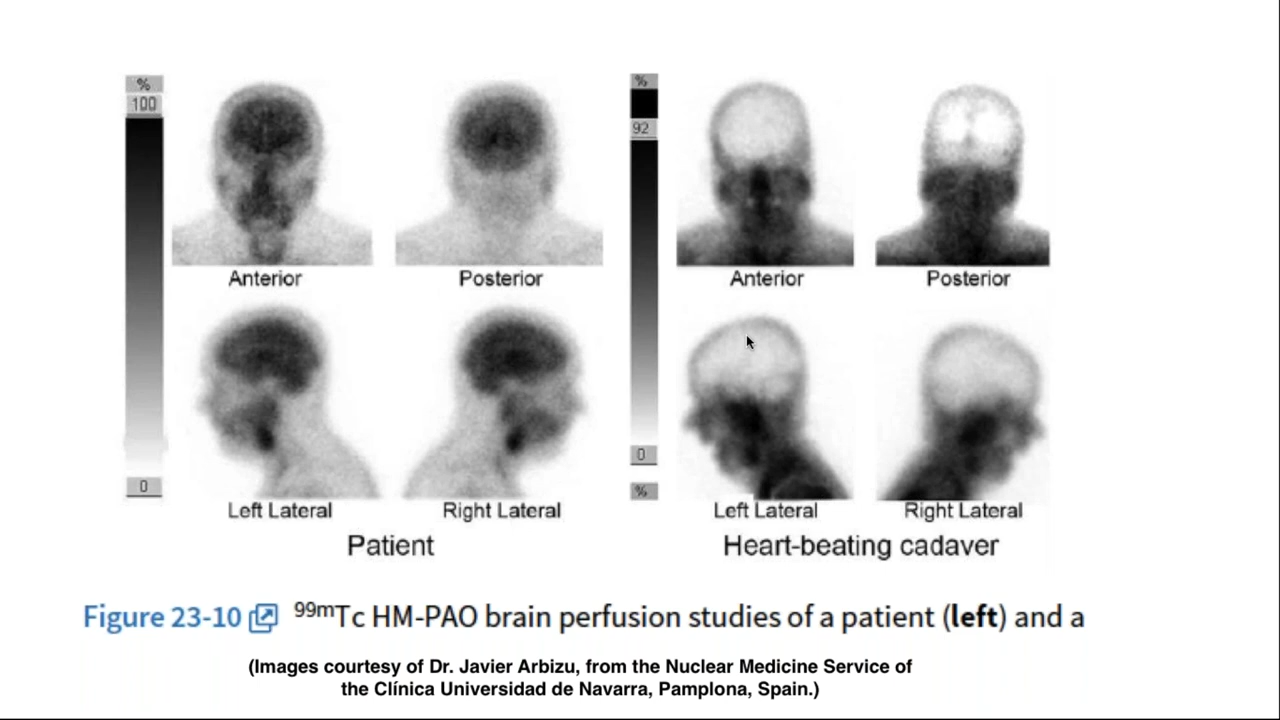 %
100
0
Anterior
Posterior
Left Lateral
Right Lateral
Patient
%
92
0
%
Anterior
Posterior
Left Lateral
Right Lateral
Heart-beating cadaver
Figure 23-10 99mTc HM-PAO brain perfusion studies of a patient (left) and a
(Images courtesy of Dr. Javier Arbizu, from the Nuclear Medicine Service of
the Clínica Universidad de Navarra, Pamplona, Spain.)